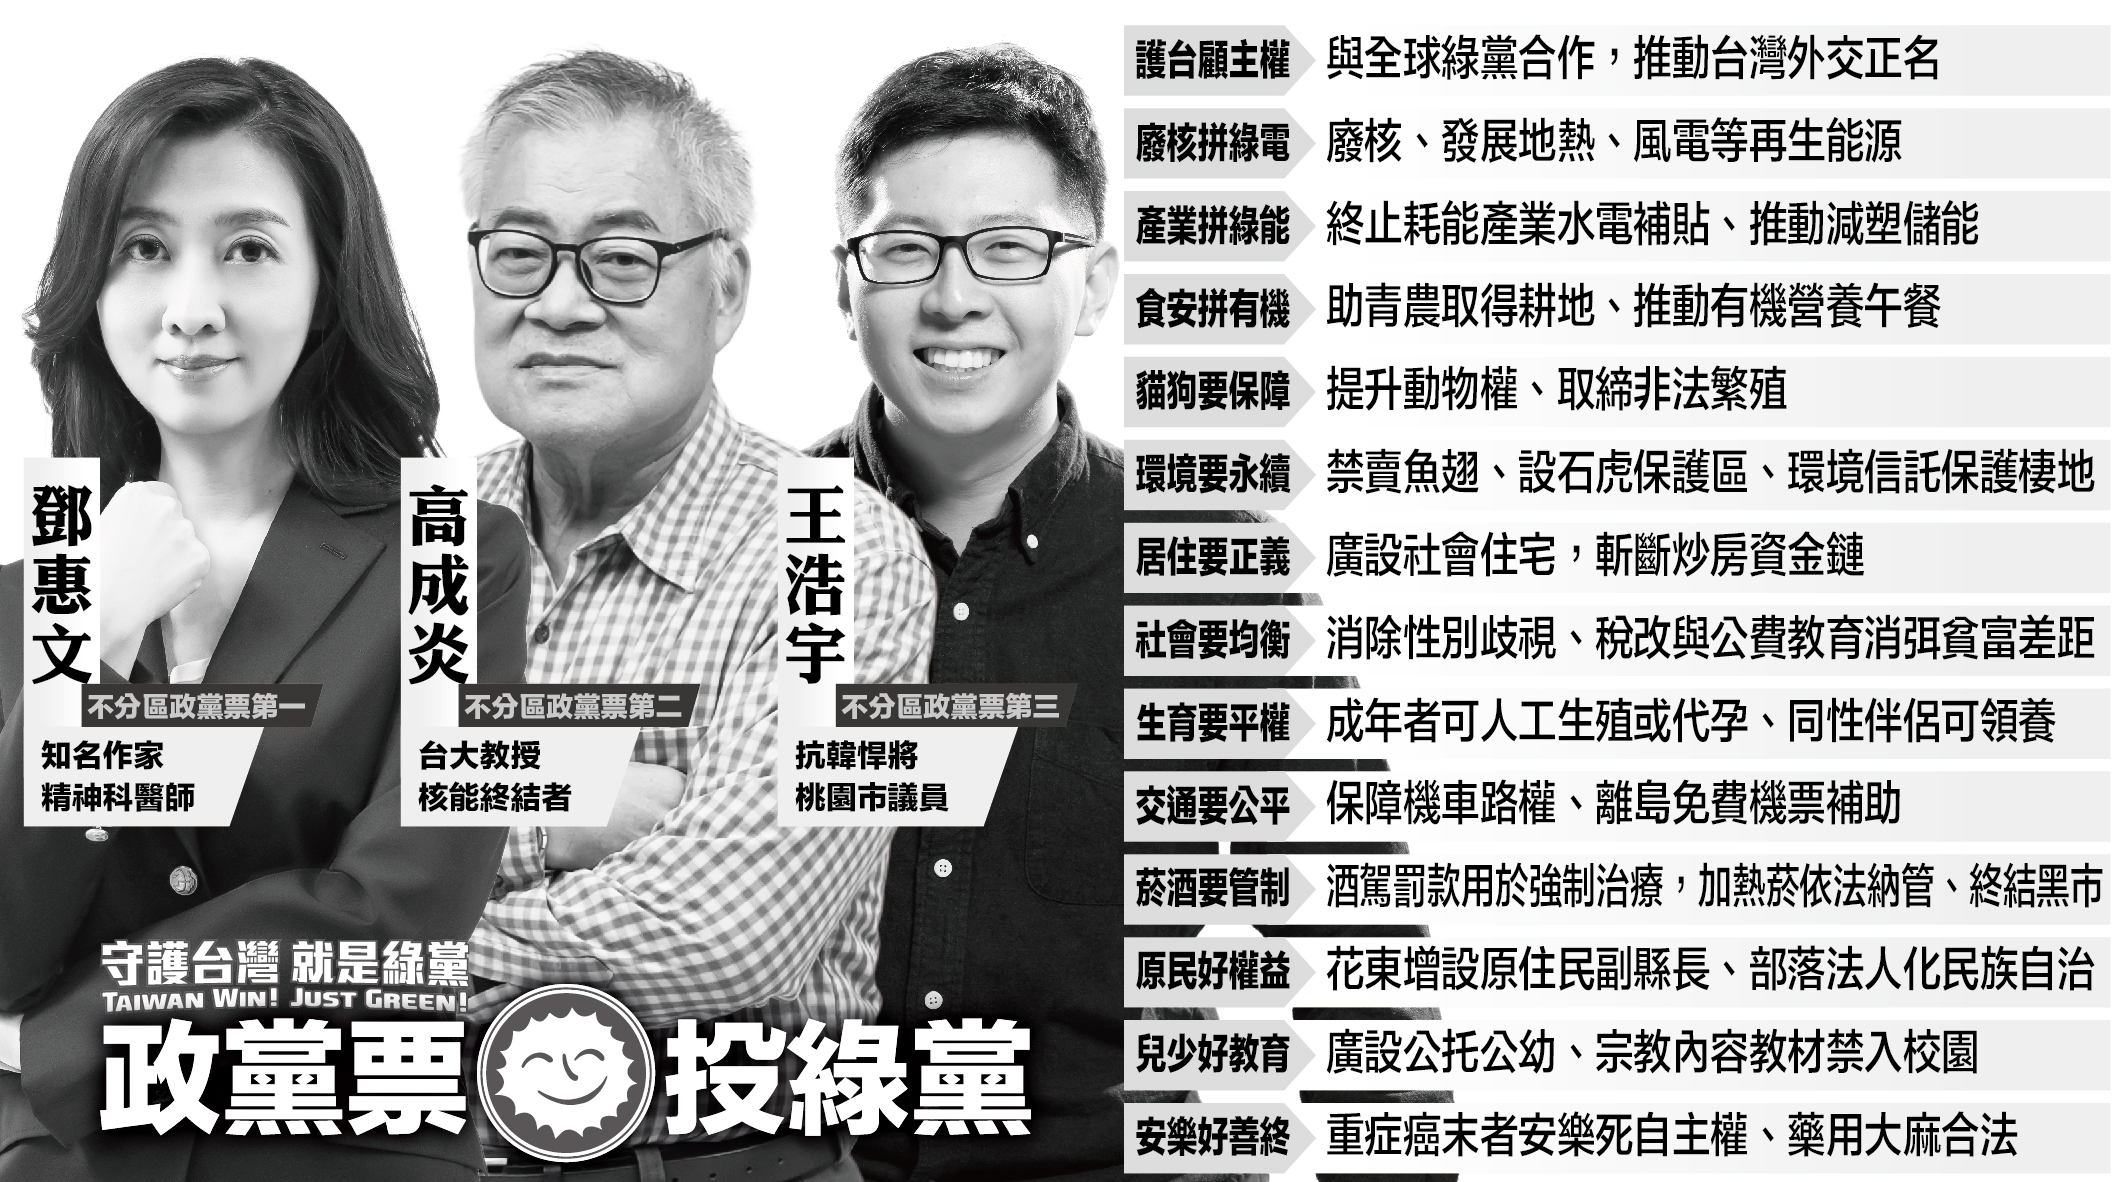 鄧惠文
不分區政黨票第一
知名作家
精神科醫師
高成炎
不分區政黨票第二
台大教授
核能終結者
王浩宇
不分區政黨票第三
抗韓悍將
桃園市議員
守護台灣 就是綠黨
TAIWAN WIN! JUST GREEN!
政黨票 投綠黨
護台顧主權 與全球綠黨合作，推動台灣外交正名
廢核拼綠電 廢核、發展地熱、風電等再生能源
產業拼綠能 終止耗能產業水電補貼、推動減塑儲能
食安拼有機 助青農取得耕地、推動有機營養午餐
貓狗要保障 提升動物權、取締非法繁殖
環境要永續 禁賣魚翅、設石虎保護區、環境信託保護棲地
居住要正義 廣設社會住宅，斬斷炒房資金鏈
社會要均衡 消除性別歧視、稅改與公費教育消弭貧富差距
生育要平權 成年者可人工生殖或代孕、同性伴侶可領養
交通要公平 保障機車路權、離島免費機票補助
菸酒要管制 酒駕罰款用於強制治療，加熱菸依法納管、終結黑市
原民好權益 花東增設原住民副縣長、部落法人化民族自治
兒少好教育 廣設公托公幼、宗教內容教材禁入校園
安樂好善終 重症癌末者安樂死自主權、藥用大麻合法